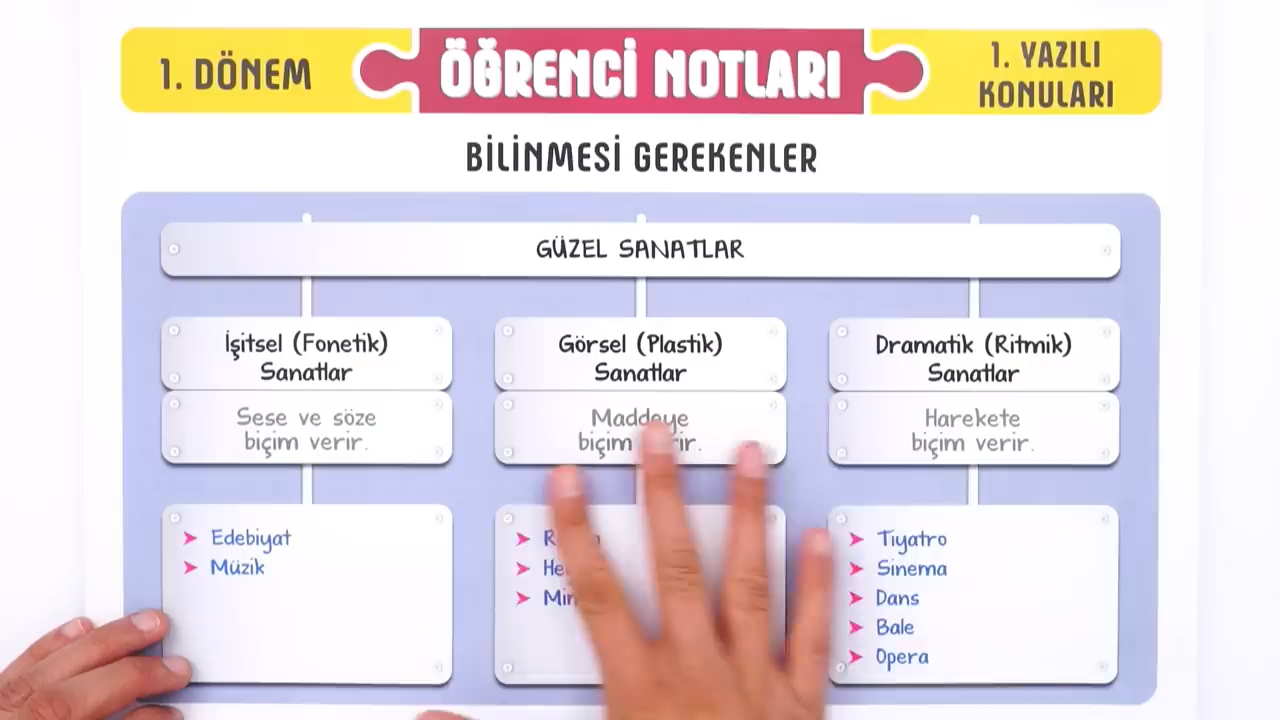 1. DÖNEM
ÖĞRENCİ NOTLARI
1. YAZILI
KONULARI
BİLİNMESİ GEREKENLER
GÜZEL SANATLAR
İşitsel (Fonetik)
Sanatlar
Sese ve söze
biçim verir.
Görsel (Plastik)
Sanatlar
Maddeye
biçim verir.
Dramatik (Ritmik)
Sanatlar
Harekete
biçim verir.
Edebiyat
Müzik
Tiyatro
Sinema
Dans
Bale
Opera